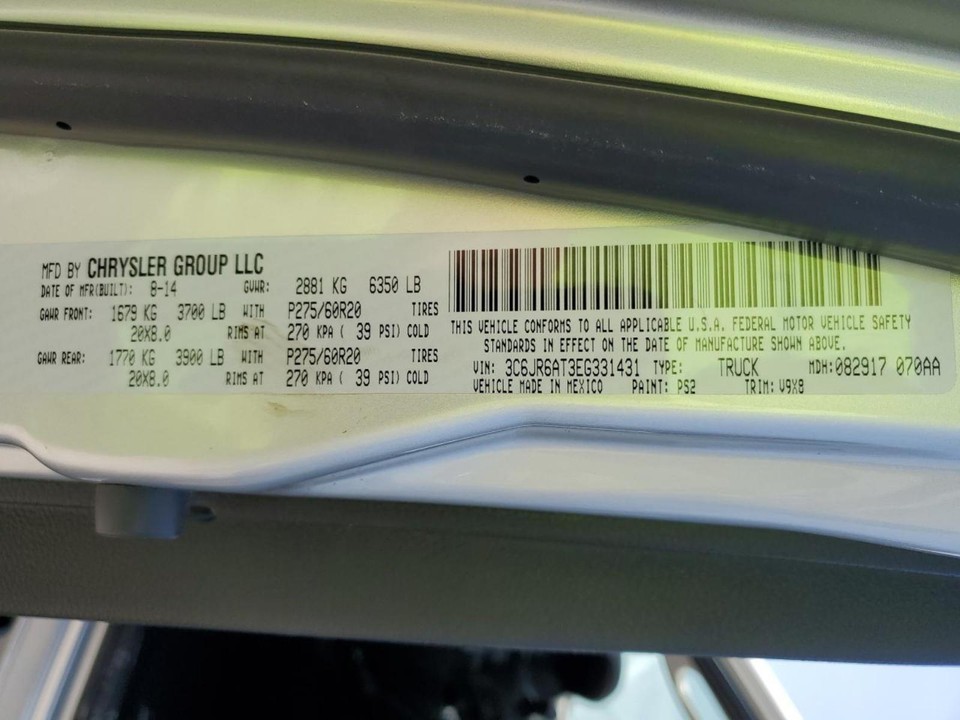 MFD BY CHRYSLER GROUP LLC
DATE OF MFR(BUILT): 8-14 GVWR: 2881 KG 6350 LB
GAWR FRONT: 1679 KG 3700 LB WITH P275/60R20 TIRES
20X8.0 RIMS AT 270 KPA ( 39 PSI) COLD
GAWR REAR: 1770 KG 3900 LB WITH P275/60R20 TIRES
20X8.0 RIMS AT 270 KPA ( 39 PSI) COLD
THIS VEHICLE CONFORMS TO ALL APPLICABLE U.S.A. FEDERAL MOTOR VEHICLE SAFETY
STANDARDS IN EFFECT ON THE DATE OF MANUFACTURE SHOWN ABOVE.
VIN: 3C6JR6AT3EG331431 TYPE: TRUCK MDH: 082917 070AA
VEHICLE MADE IN MEXICO PAINT: PS2 TRIM: V9X8